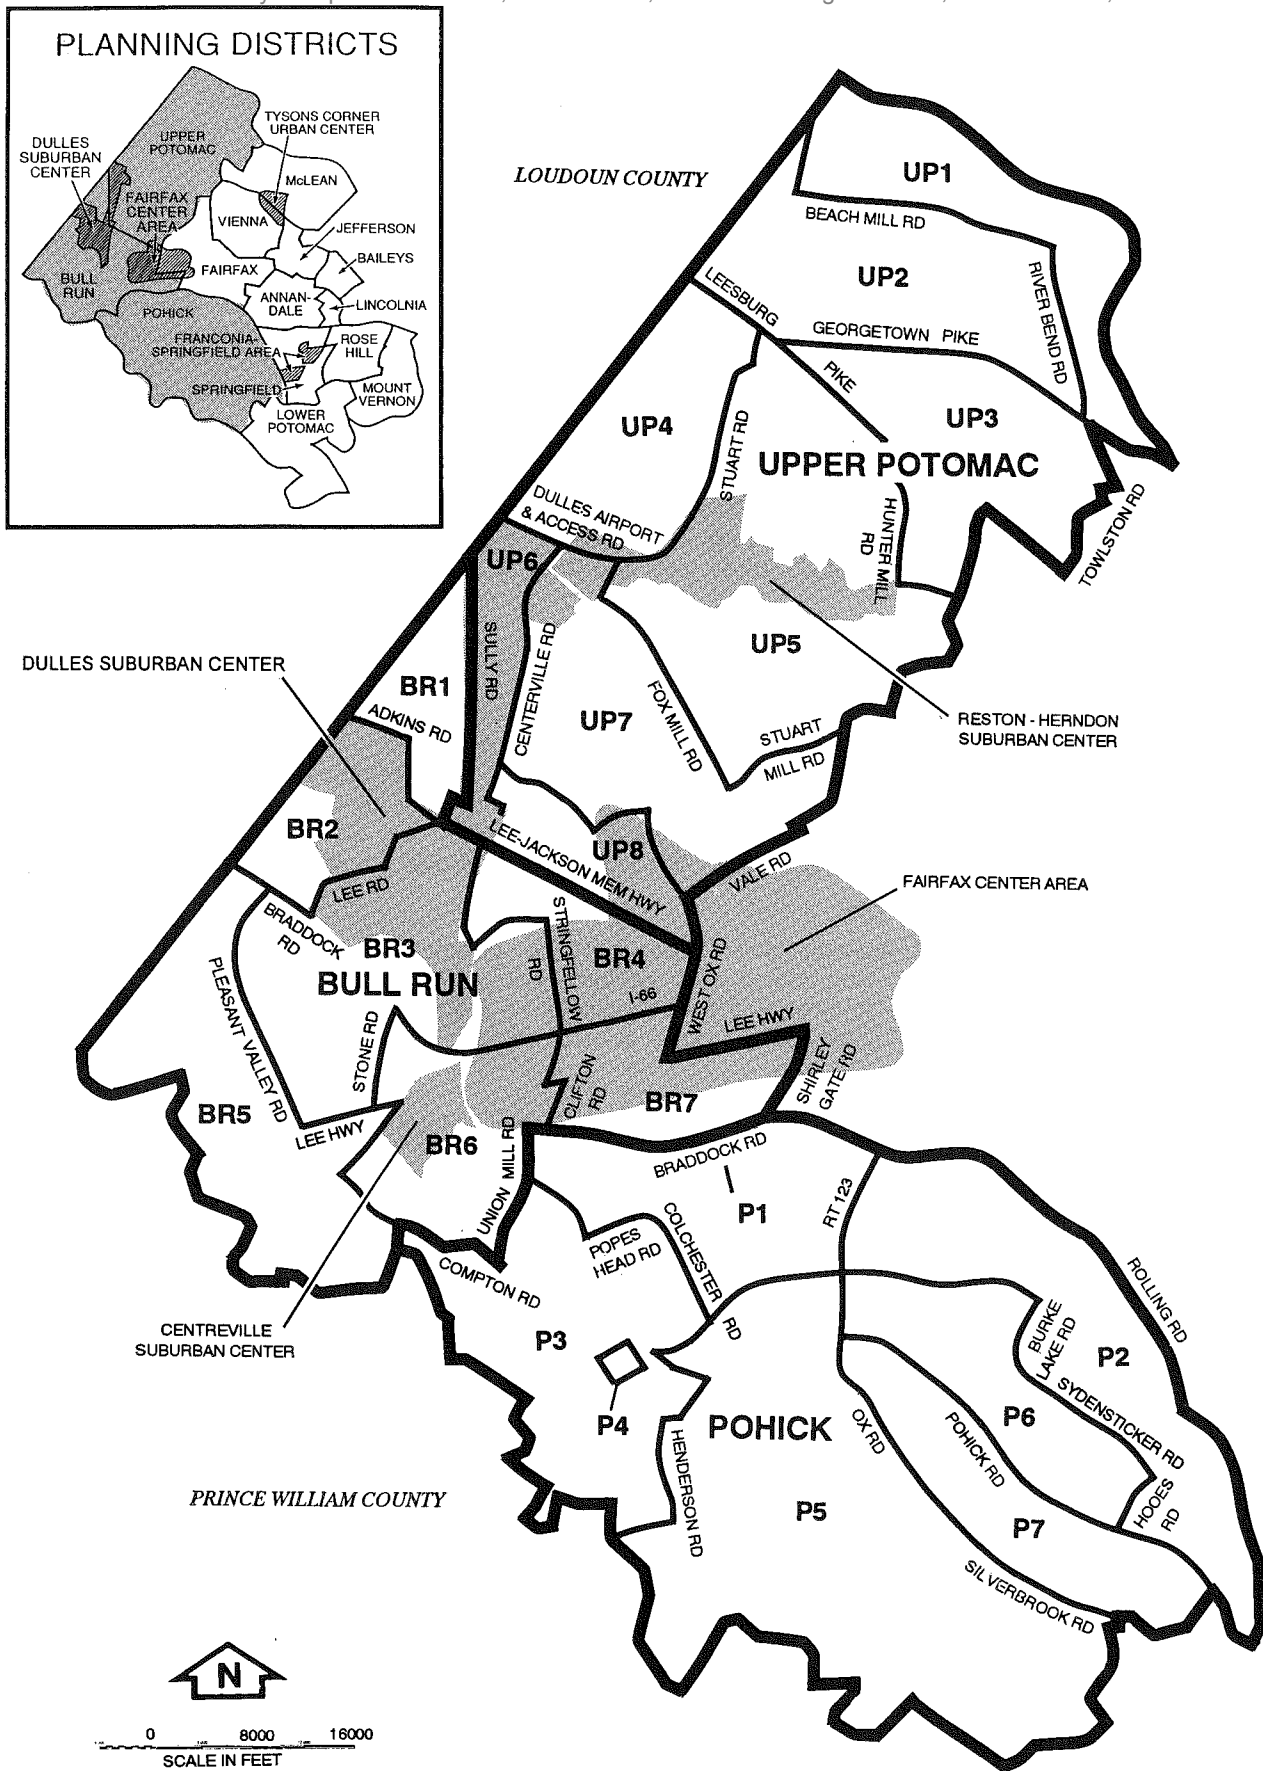 PLANNING DISTRICTS
TYSONS CORNER
URBAN CENTER
UPPER
POTOMAC
DULLES
SUBURBAN
CENTER
McLEAN
FAIRFAX
CENTER
AREA
VIENNA
JEFFERSON
BAILEYS
FAIRFAX
BULL
RUN
ANNAN-
DALE
LINCOLNIA
POHICK
FRANCONIA-
SPRINGFIELD AREA
ROSE
HILL
SPRINGFIELD
MOUNT
VERNON
LOWER
POTOMAC
LOUDOUN COUNTY
UP1
BEACH MILL RD
UP2
RIVER BEND RD
LEESBURG
PIKE
GEORGETOWN PIKE
UP3
UP4
STUART RD
UPPER POTOMAC
DULLES AIRPORT
& ACCESS RD
HUNTER MILL
RD
TOWLSTON RD
UP6
UP5
SULLY RD
CENTERVILLE RD
DULLES SUBURBAN CENTER
BR1
ADKINS RD
UP7
FOX MILL RD
STUART
MILL RD
RESTON - HERNDON
SUBURBAN CENTER
BR2
LEE-JACKSON MEM HWY
UP8
VALE RD
FAIRFAX CENTER AREA
LEE RD
BRADDOCK
RD
BR3
BULL RUN
STRINGFELLOW
RD
BR4
I-66
WEST OX RD
LEE HWY
PLEASANT VALLEY RD
STONE RD
SHIRLEY
GATE RD
CLIFTON
RD
BR5
LEE HWY
BR6
BR7
UNION MILL RD
BRADDOCK RD
P1
RT 123
COLCHESTER
RD
POPES
HEAD RD
COMPTON RD
ROLLING RD
CENTREVILLE
SUBURBAN CENTER
P3
BURKE
LAKE RD
P2
P4
POHICK
OX RD
P6
SYDENSTICKER RD
POHICK RD
HENDERSON RD
PRINCE WILLIAM COUNTY
P5
P7
HOOES
RD
SILVERBROOK RD
N
0 8000 16000
SCALE IN FEET